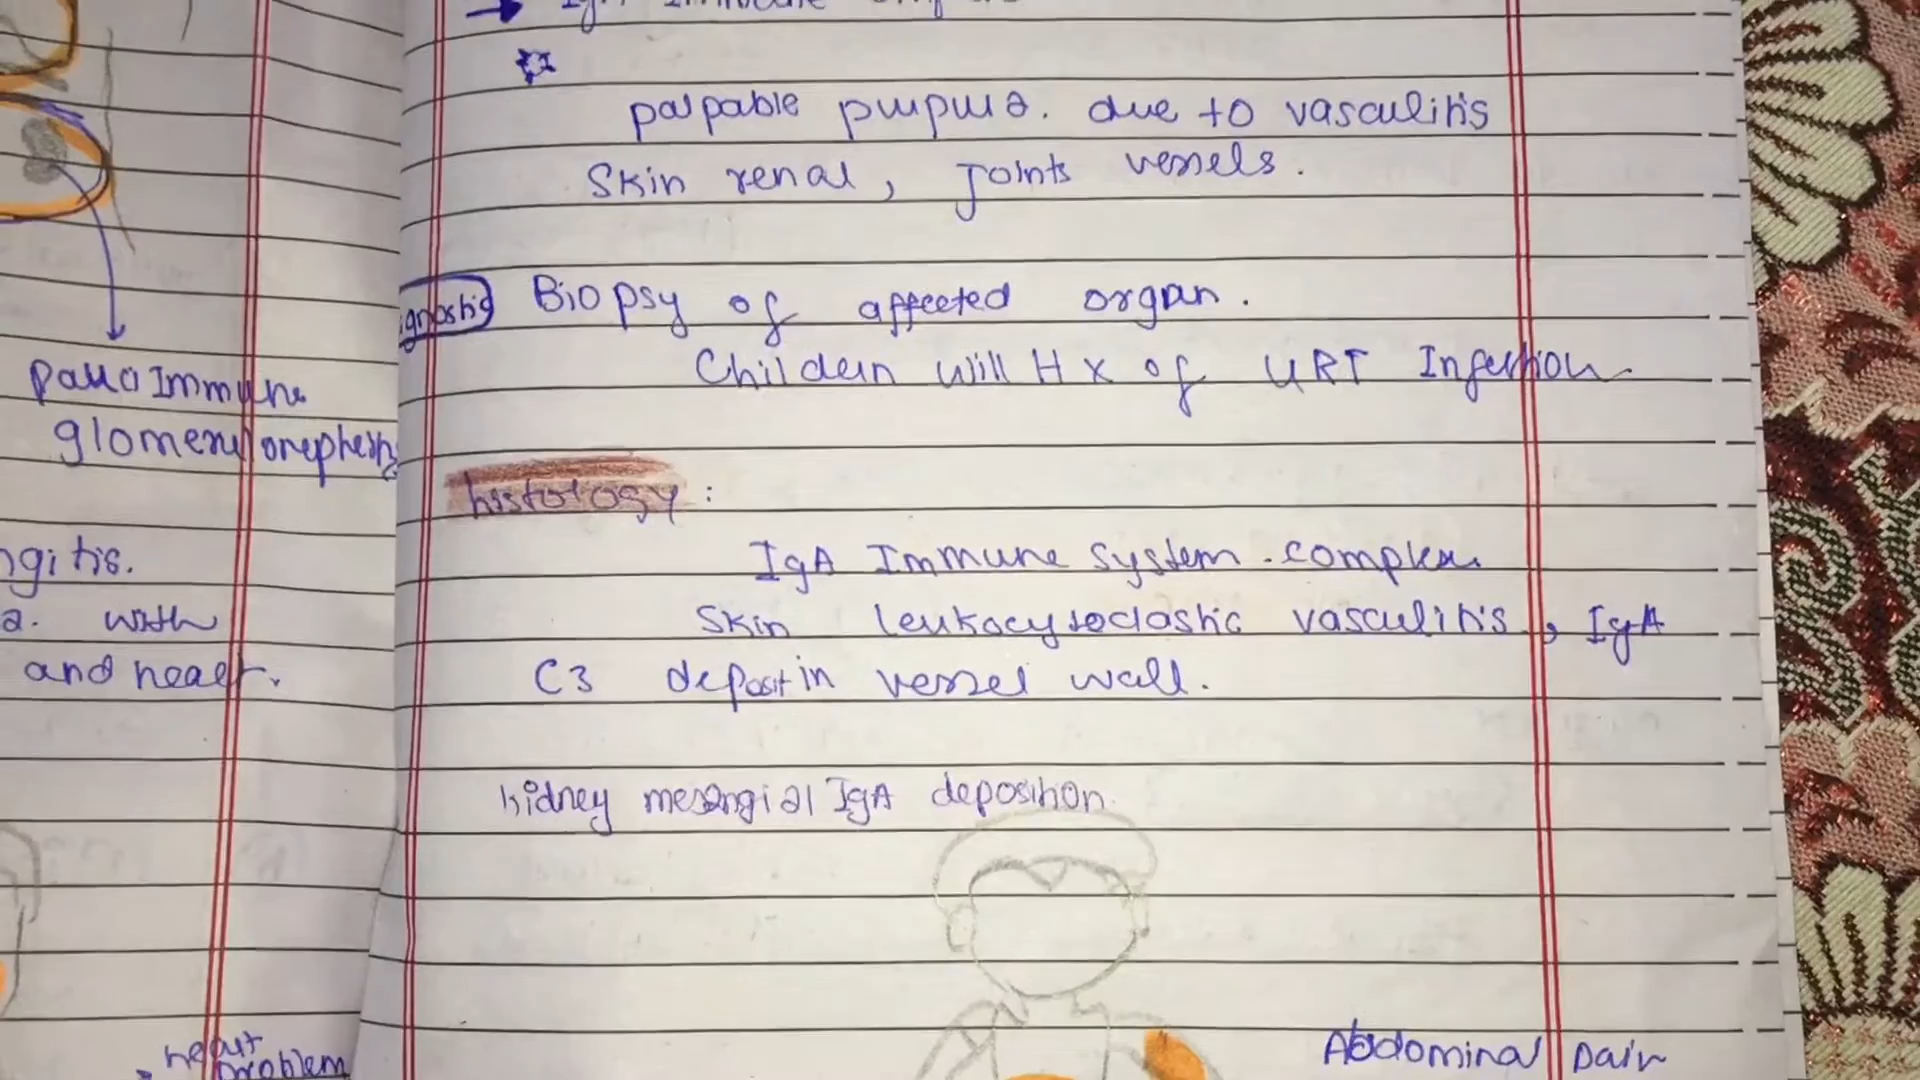 palpable purpura. due to vasculitis
Skin renal, Joints vessels.
gnostic Biopsy of affected organ.
Childern will Hx of URT Infection
histology:
IgA Immune System complex
Skin leukocytoclastic vasculitis, IgA
C3 deposit in vessel wall.
kidney mesangial IgA deposition.
Abdominal pain
Immune
glomerulonephritis
ngitis.
a. with
and heart.
heart
problem